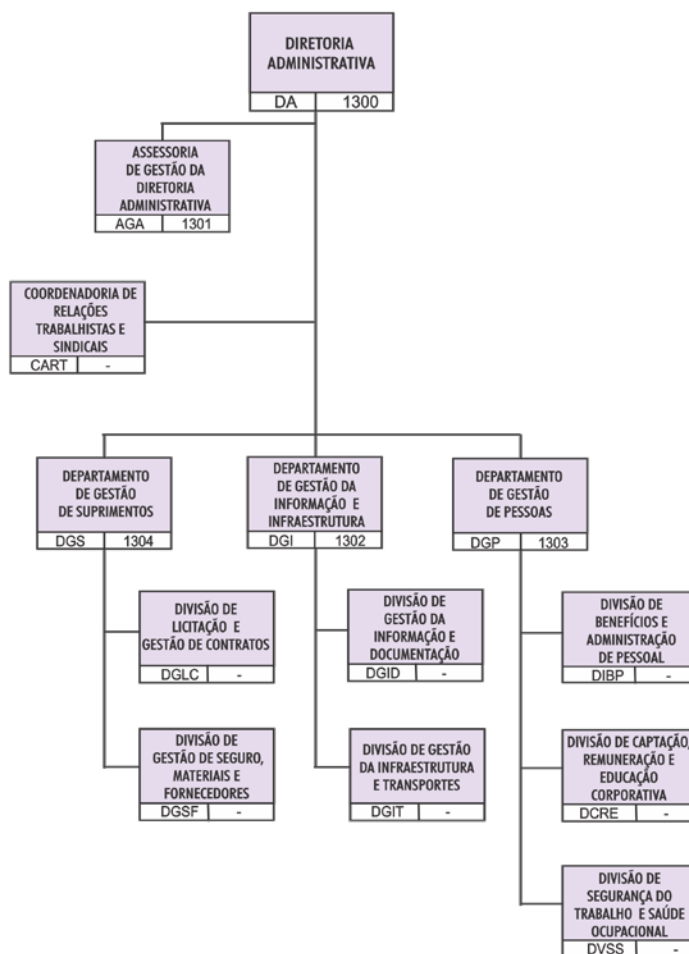 DIRETORIA
ADMINISTRATIVA
DA 1300
ASSESSORIA
DE GESTÃO DA
DIRETORIA
ADMINISTRATIVA
AGA 1301
COORDENADORIA DE
RELAÇÕES
TRABALHISTAS E
SINDICAIS
CART -
DEPARTAMENTO
DE GESTÃO
DE SUPRIMENTOS
DGS 1304
DEPARTAMENTO
DE GESTÃO DA
INFORMAÇÃO E
INFRAESTRUTURA
DGI 1302
DEPARTAMENTO
DE GESTÃO
DE PESSOAS
DGP 1303
DIVISÃO DE
LICITAÇÃO E
GESTÃO DE CONTRATOS
DGLC -
DIVISÃO DE
GESTÃO DA
INFORMAÇÃO E
DOCUMENTAÇÃO
DGID -
DIVISÃO DE
BENEFÍCIOS E
ADMINISTRAÇÃO
DE PESSOAL
DIBP -
DIVISÃO DE
GESTÃO DE SEGURO,
MATERIAIS E
FORNECEDORES
DGSF -
DIVISÃO DE GESTÃO
DA INFRAESTRUTURA
E TRANSPORTES
DGIT -
DIVISÃO DE CAPTAÇÃO,
REMUNERAÇÃO E
EDUCAÇÃO
CORPORATIVA
DCRE -
DIVISÃO DE
SEGURANÇA DO
TRABALHO E SAÚDE
OCUPACIONAL
DVSS -